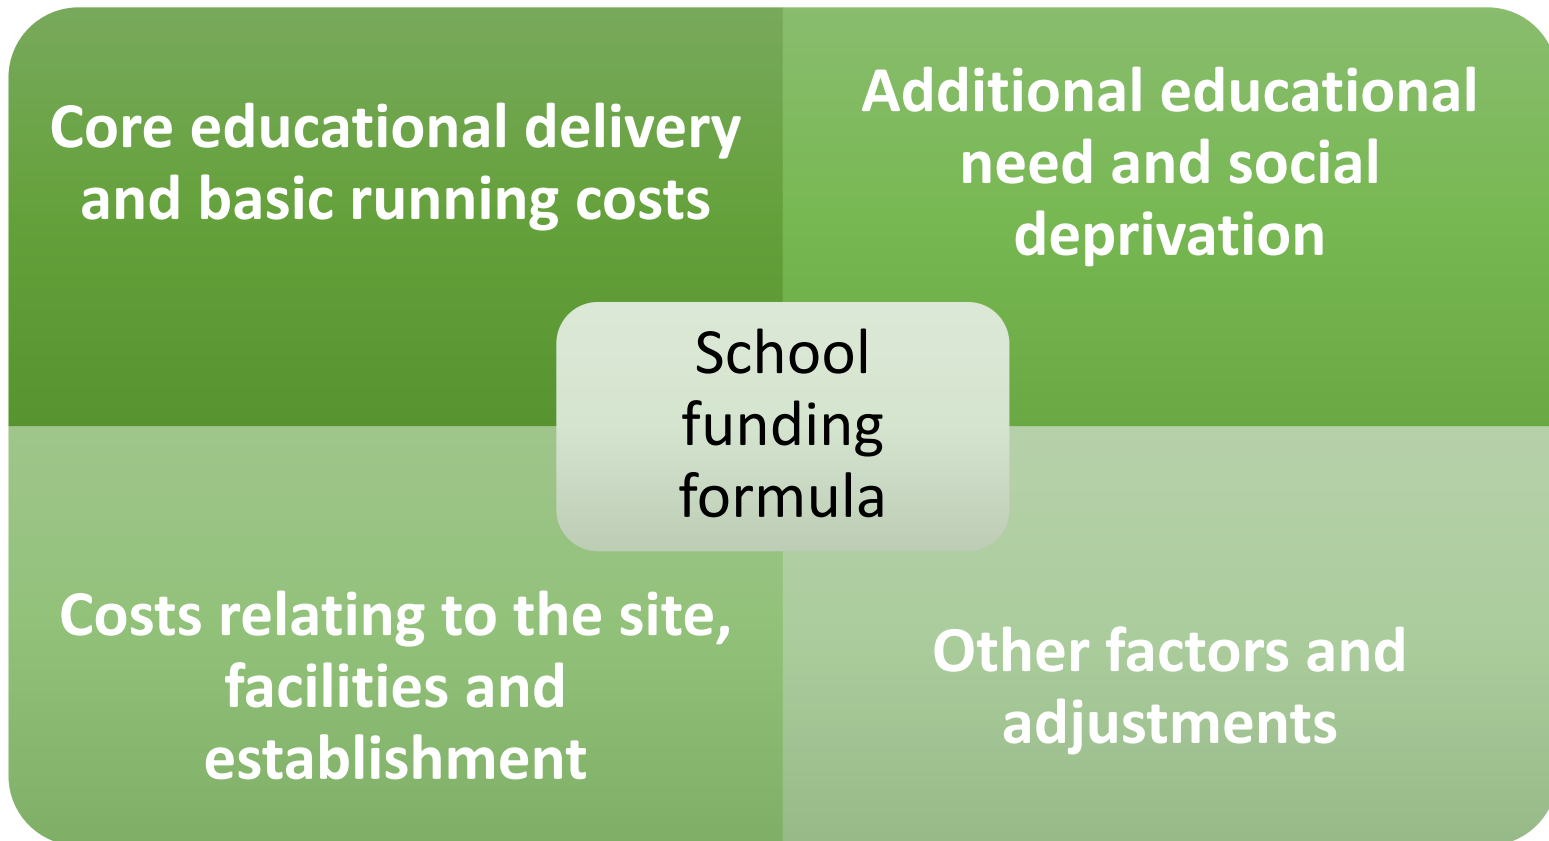 Core educational delivery
and basic running costs
Additional educational
need and social
deprivation
School
funding
formula
Costs relating to the site,
facilities and
establishment
Other factors and
adjustments